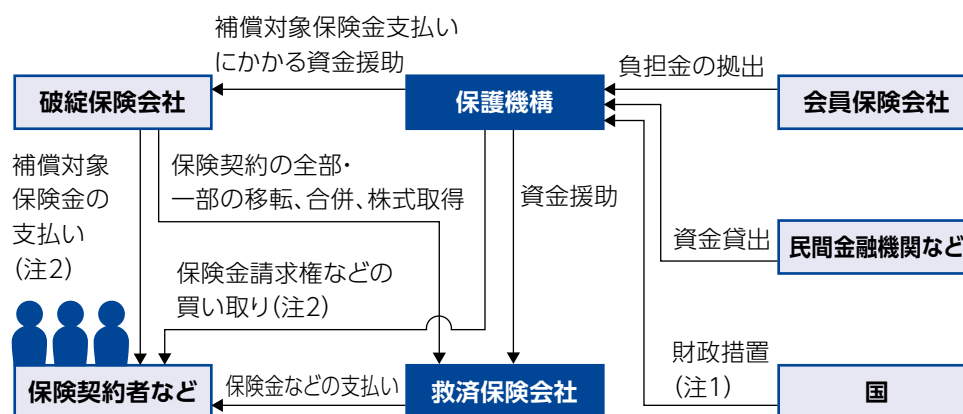 補償対象保険金支払い
にかかる資金援助
負担金の拠出
破綻保険会社
保護機構
会員保険会社
補償対象
保険金の
支払い
(注2)
保険契約の全部・
一部の移転、合併、株式取得
資金援助
資金貸出
民間金融機関など
保険金請求権などの
買い取り(注2)
財政措置
(注1)
保険契約者など
保険金などの支払い
救済保険会社
国